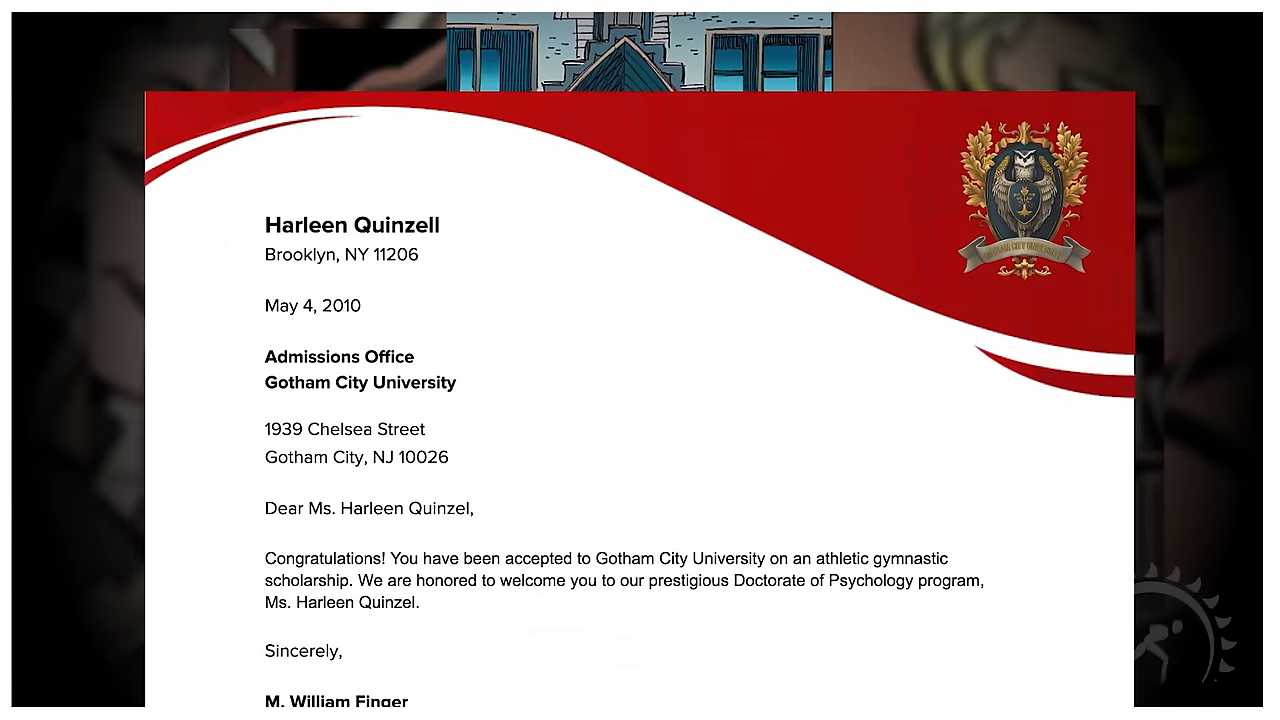 Harleen Quinzell
Brooklyn, NY 11206
May 4, 2010
Admissions Office
Gotham City University
1939 Chelsea Street
Gotham City, NJ 10026
Dear Ms. Harleen Quinzel,
Congratulations! You have been accepted to Gotham City University on an athletic gymnastic
scholarship. We are honored to welcome you to our prestigious Doctorate of Psychology program,
Ms. Harleen Quinzel.
Sincerely,
M. William Finger